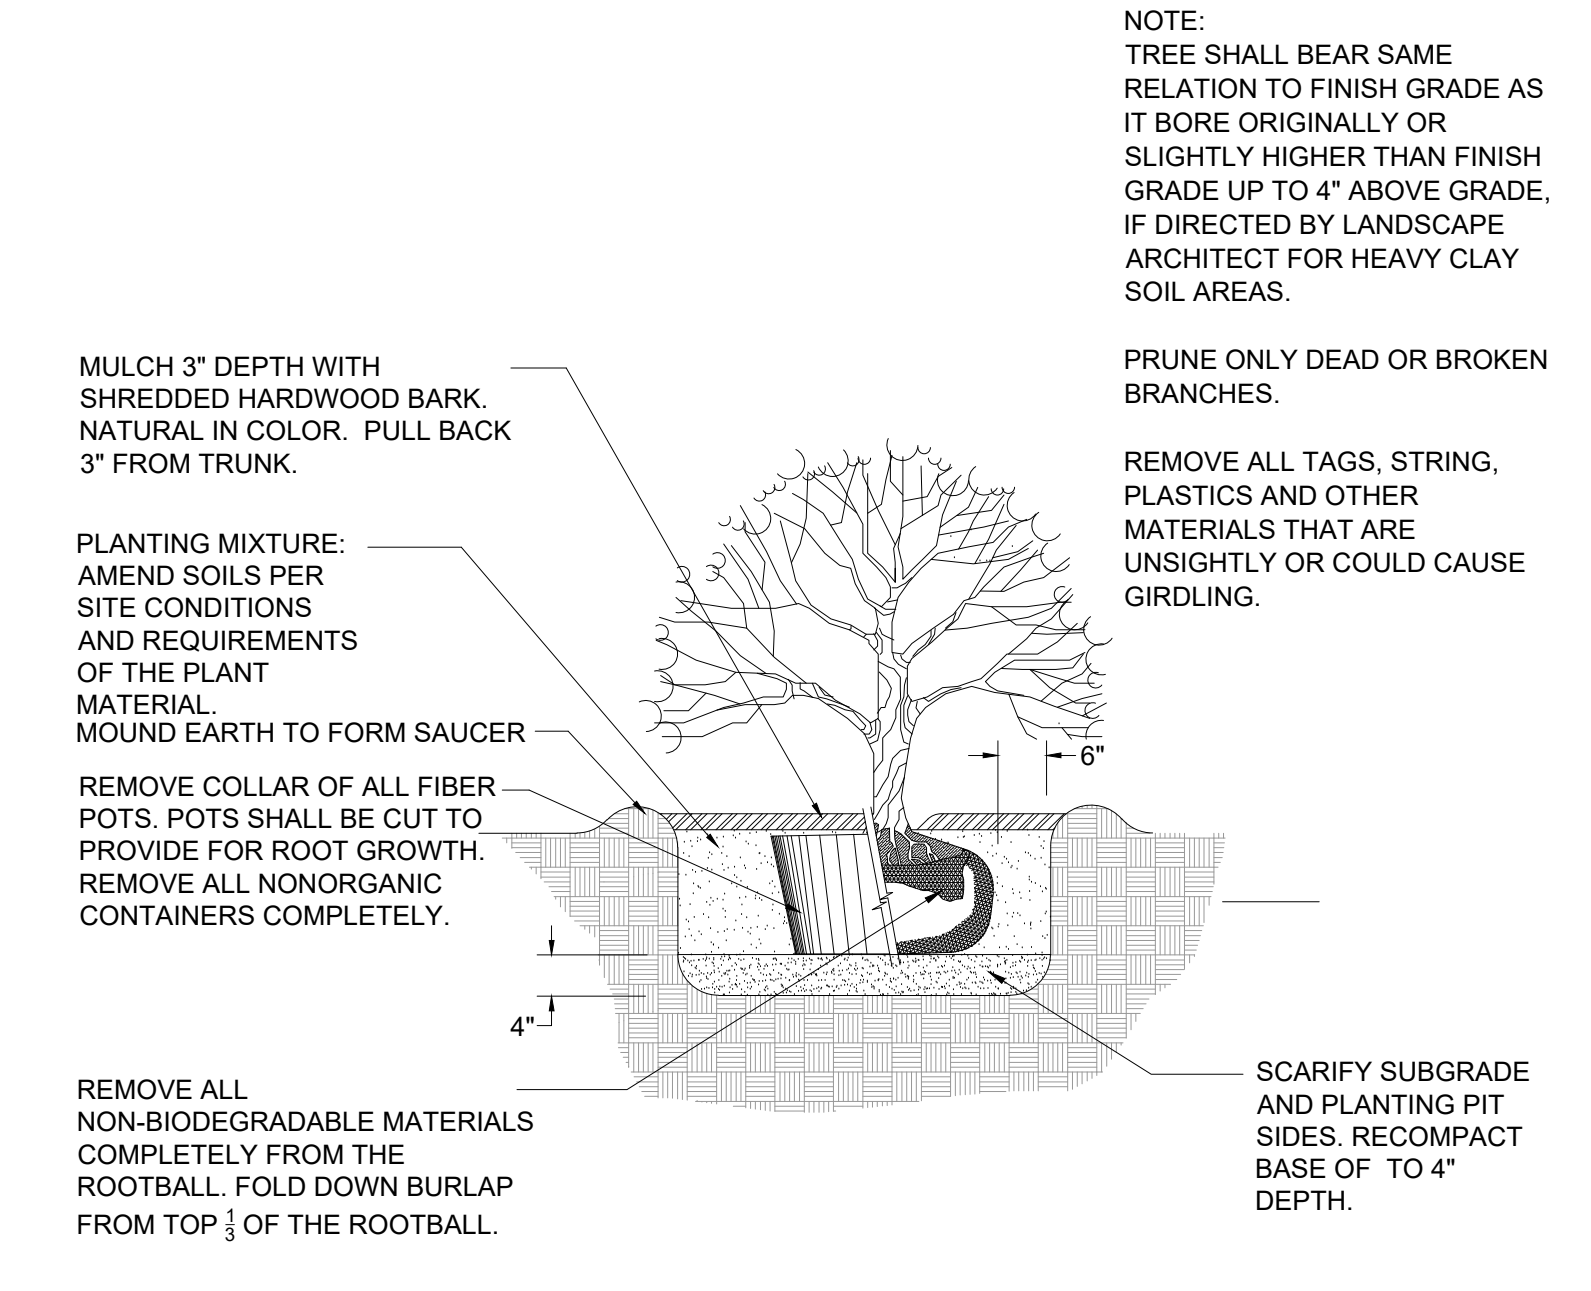 NOTE:
TREE SHALL BEAR SAME
RELATION TO FINISH GRADE AS
IT BORE ORIGINALLY OR
SLIGHTLY HIGHER THAN FINISH
GRADE UP TO 4" ABOVE GRADE,
IF DIRECTED BY LANDSCAPE
ARCHITECT FOR HEAVY CLAY
SOIL AREAS.
PRUNE ONLY DEAD OR BROKEN
BRANCHES.
REMOVE ALL TAGS, STRING,
PLASTICS AND OTHER
MATERIALS THAT ARE
UNSIGHTLY OR COULD CAUSE
GIRDLING.
MULCH 3" DEPTH WITH
SHREDDED HARDWOOD BARK.
NATURAL IN COLOR. PULL BACK
3" FROM TRUNK.
PLANTING MIXTURE:
AMEND SOILS PER
SITE CONDITIONS
AND REQUIREMENTS
OF THE PLANT
MATERIAL.
MOUND EARTH TO FORM SAUCER
6"
REMOVE COLLAR OF ALL FIBER
POTS. POTS SHALL BE CUT TO
PROVIDE FOR ROOT GROWTH.
REMOVE ALL NONORGANIC
CONTAINERS COMPLETELY.
4"
REMOVE ALL
NON-BIODEGRADABLE MATERIALS
COMPLETELY FROM THE
ROOTBALL. FOLD DOWN BURLAP
FROM TOP 1/3 OF THE ROOTBALL.
SCARIFY SUBGRADE
AND PLANTING PIT
SIDES. RECOMPACT
BASE OF TO 4"
DEPTH.